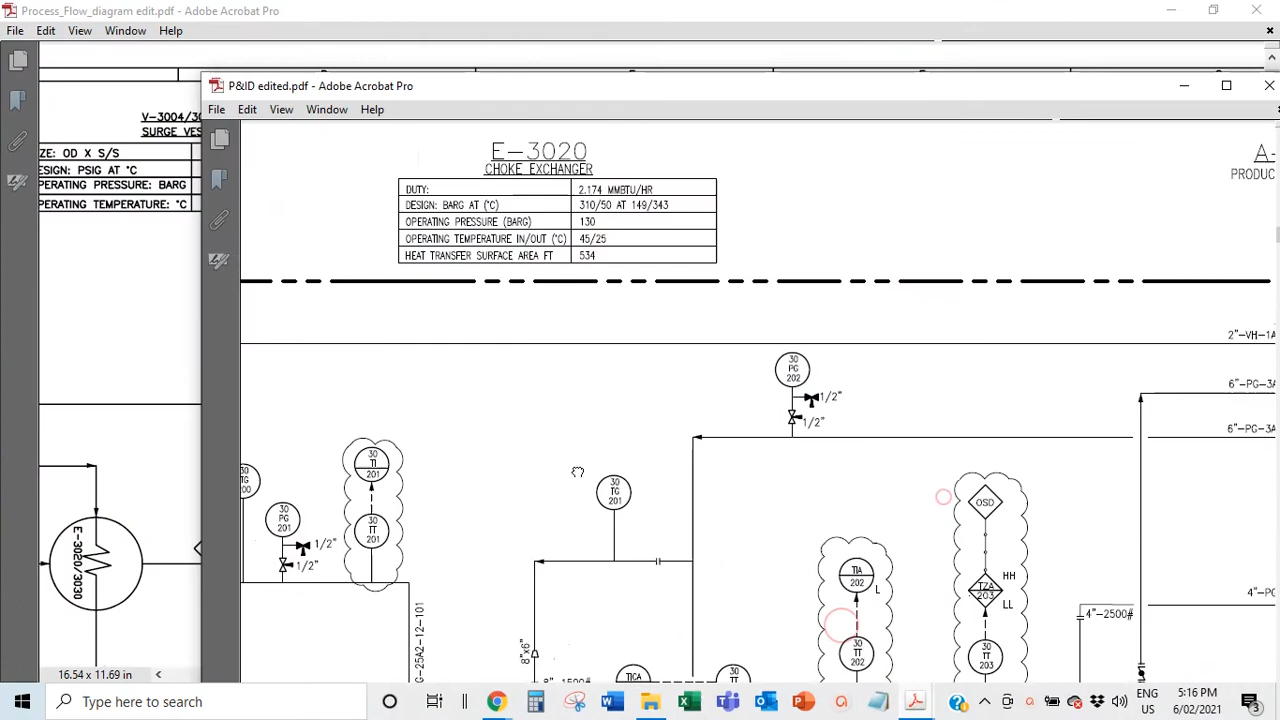 Process_Flow_diagram edit.pdf - Adobe Acrobat Pro
File Edit View Window Help
V-3004/30
SURGE VES
ZE: OD X S/S
ESIGN: PSIG AT °C
PERATING PRESSURE: BARG
PERATING TEMPERATURE: °C
P&ID edited.pdf - Adobe Acrobat Pro
File Edit View Window Help
E-3020
CHOKE EXCHANGER
DUTY: 2.174 MMBTU/HR
DESIGN: BARG AT (°C) 310/50 AT 149/343
OPERATING PRESSURE (BARG) 130
OPERATING TEMPERATURE IN/OUT (°C) 45/25
HEAT TRANSFER SURFACE AREA FT 534
A-
PRODUC
2"-VH-1A
30
PG
202
1/2"
1/2"
6"-PG-3A
6"-PG-3A
30
TI
201
30
TG
200
30
PG
201
1/2"
1/2"
30
TT
201
30
TG
201
OSD
TIA
202
L
TZA
203
HH
LL
30
TT
202
30
TT
203
4"-2500#
4"-PG
G-25A2-12-101
8"x6"
8"-1500#
TICA
30
TT
E-3020/3030
16.54 x 11.69 in
Type here to search
ENG
US
5:16 PM
6/02/2021
3